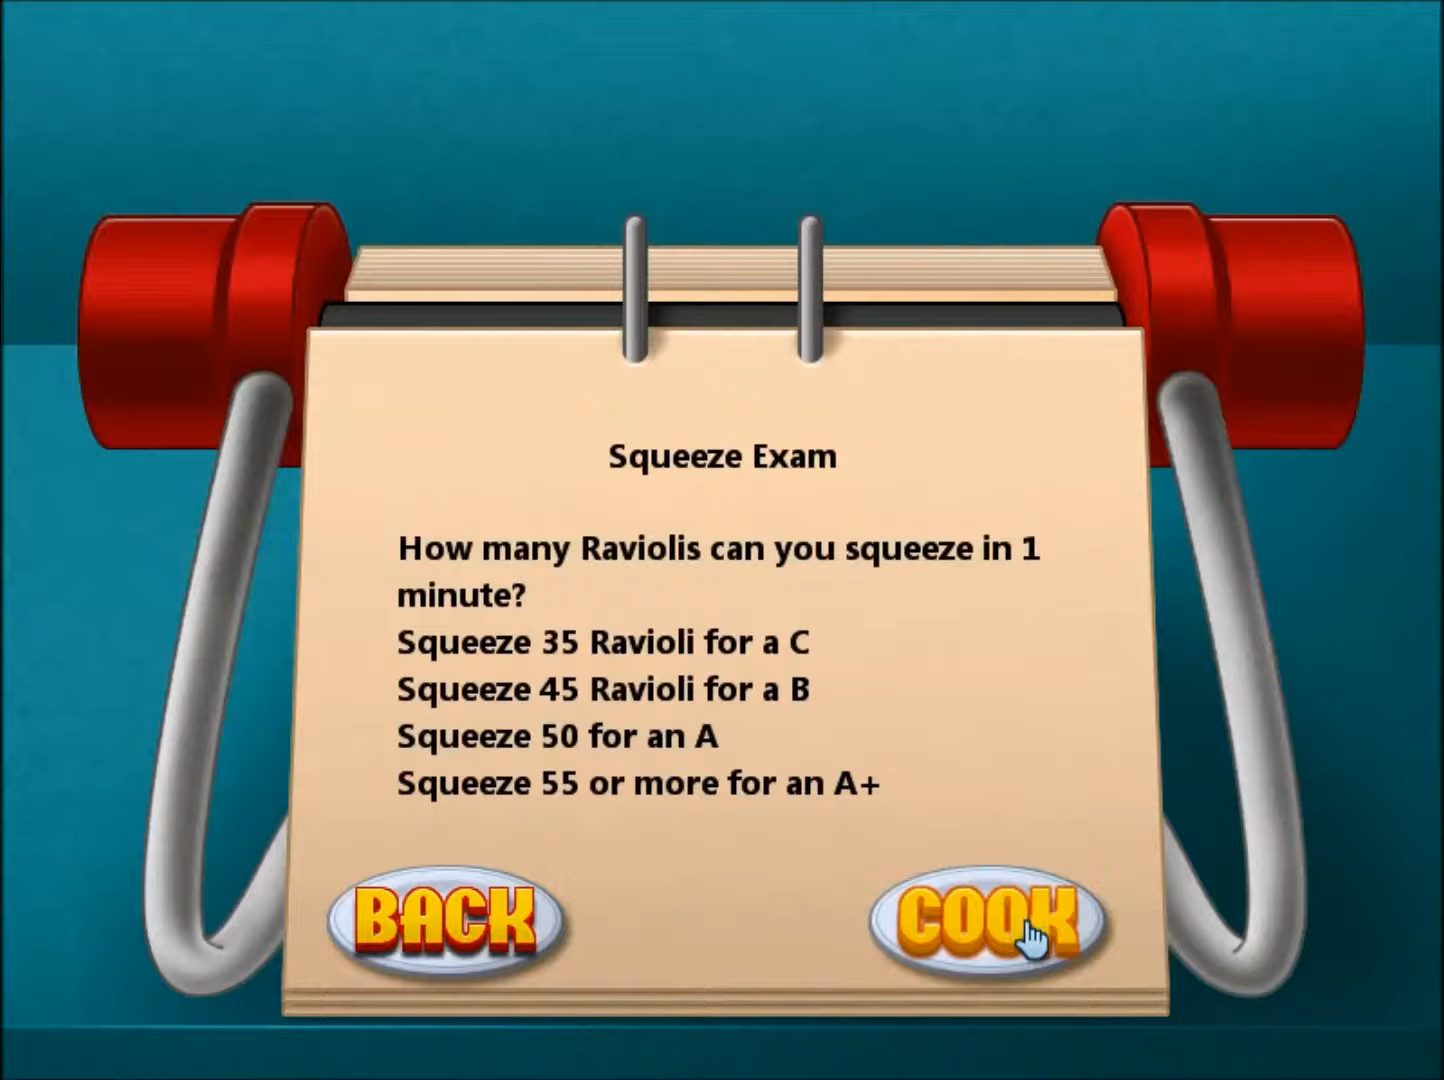 Squeeze Exam
How many Raviolis can you squeeze in 1
minute?
Squeeze 35 Ravioli for a C
Squeeze 45 Ravioli for a B
Squeeze 50 for an A
Squeeze 55 or more for an A+
BACK
COOK